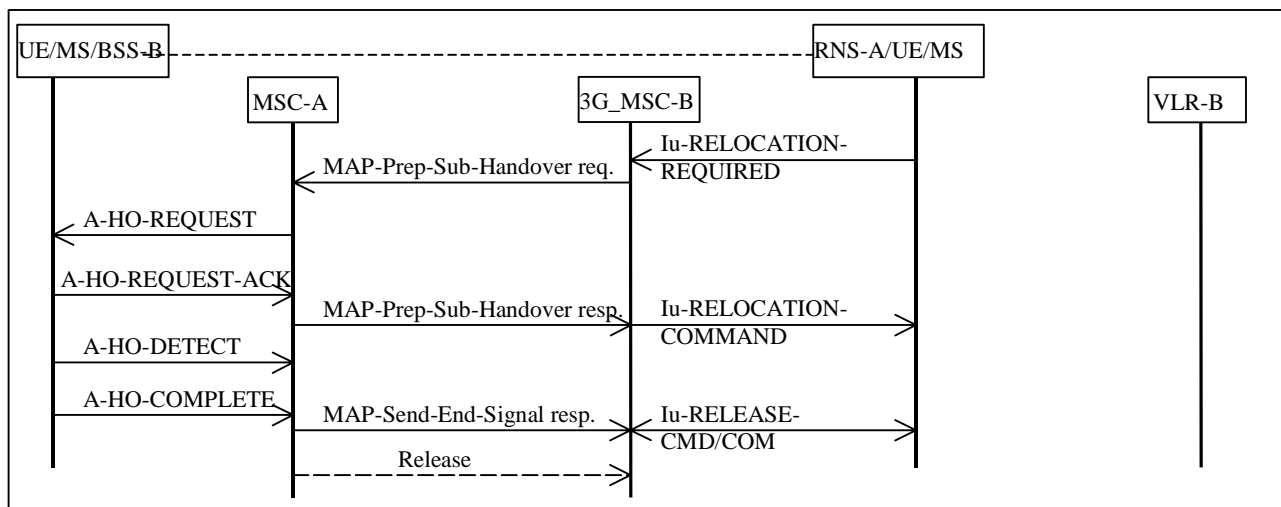 UE/MS/BSS-B
RNS-A/UE/MS
MSC-A
3G_MSC-B
VLR-B
Iu-RELOCATION-
REQUIRED
MAP-Prep-Sub-Handover req.
A-HO-REQUEST
A-HO-REQUEST-ACK
MAP-Prep-Sub-Handover resp.
Iu-RELOCATION-
COMMAND
A-HO-DETECT
A-HO-COMPLETE
MAP-Send-End-Signal resp.
Iu-RELEASE-
CMD/COM
Release